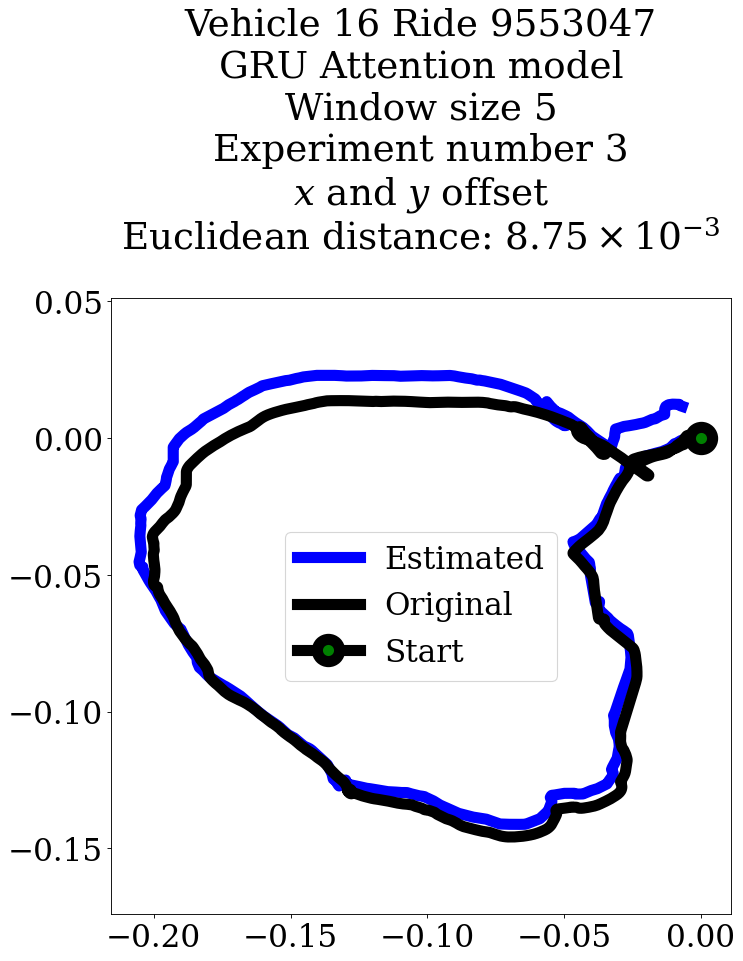 Vehicle 16 Ride 9553047
GRU Attention model
Window size 5
Experiment number 3
x and y offset
Euclidean distance: 8.75 × 10⁻³
0.05
0.00
−0.05
−0.10
−0.15
Estimated
Original
Start
−0.20 −0.15 −0.10 −0.05 0.00